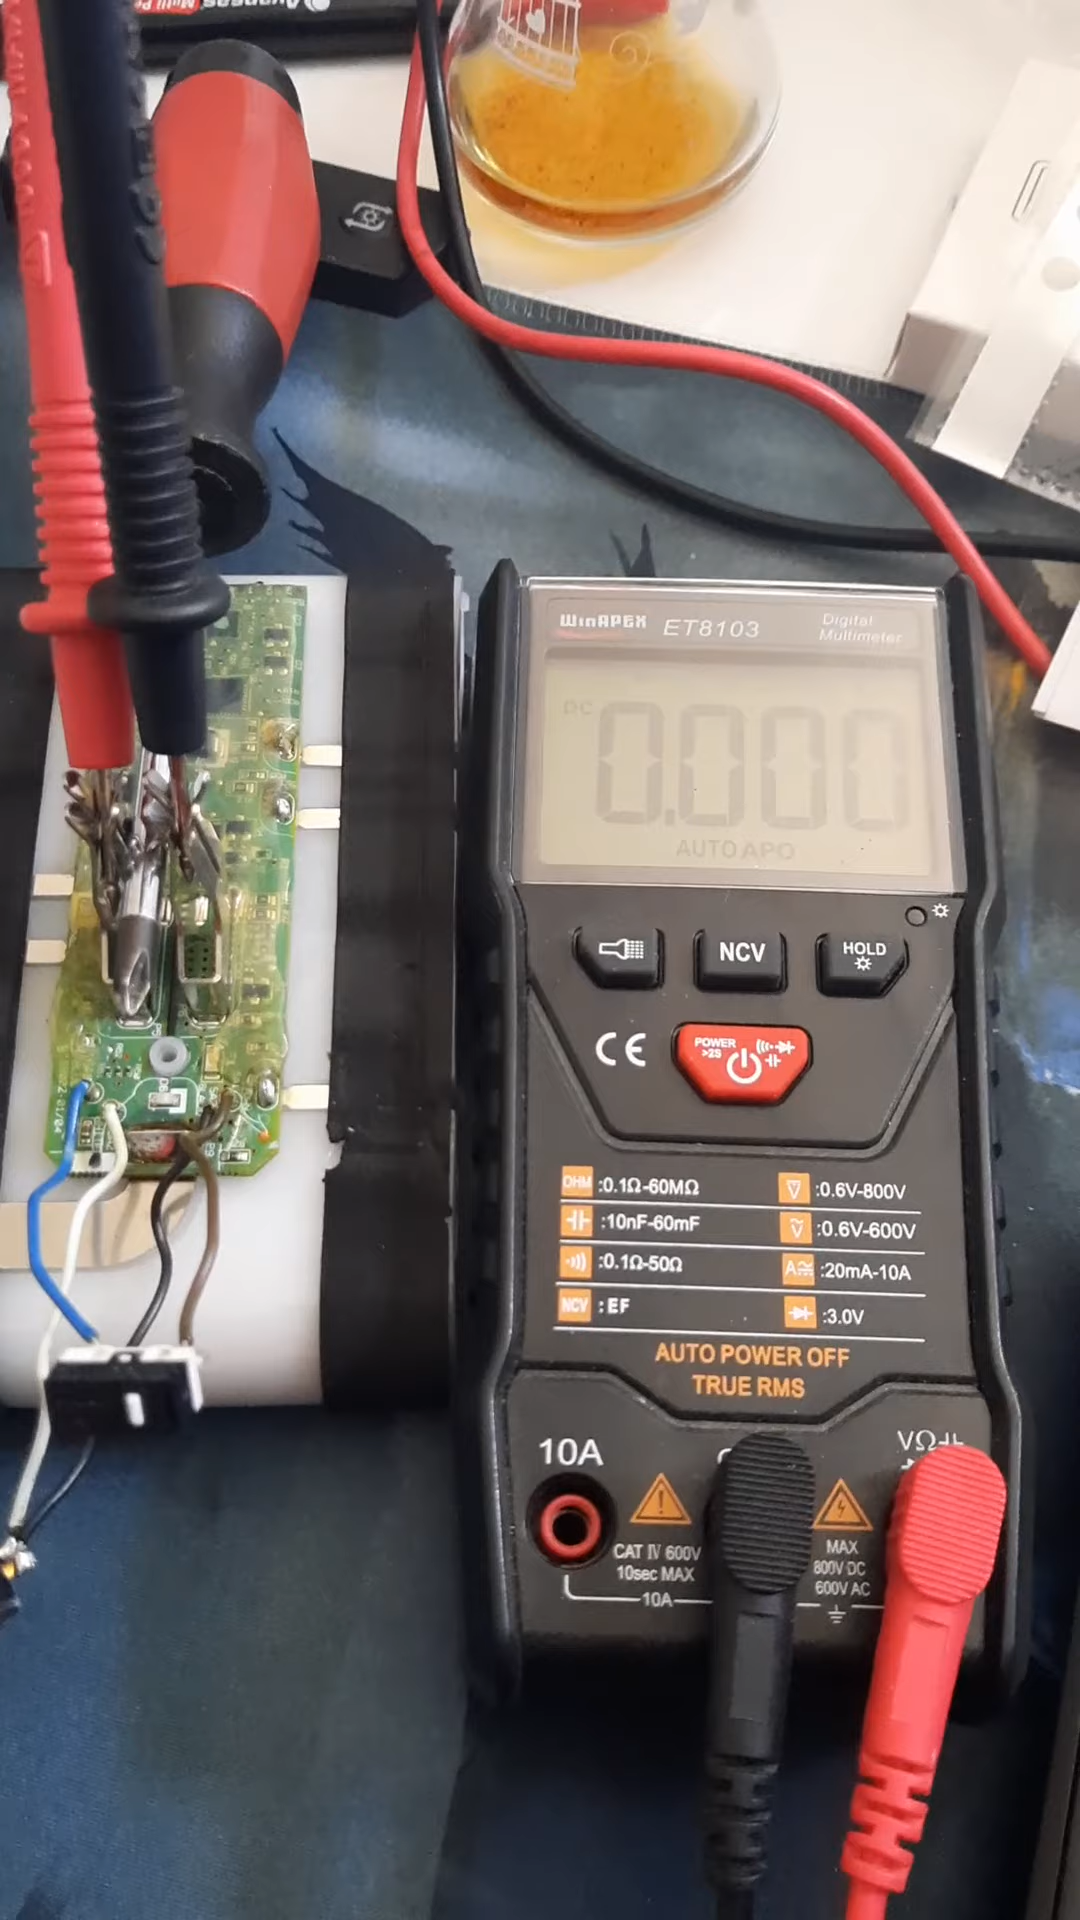 WinAPEX ET8103 Digital
Multimeter
DC
0.000
AUTO APO
NCV
HOLD
CE
POWER
>2S
OHM :0.1Ω-60MΩ
:0.6V-800V
:10nF-60mF
:0.6V-600V
:0.1Ω-50Ω
A :20mA-10A
NCV : EF
:3.0V
AUTO POWER OFF
TRUE RMS
10A
VΩ
CAT IV 600V
10sec MAX
10A
MAX
800V DC
600V AC